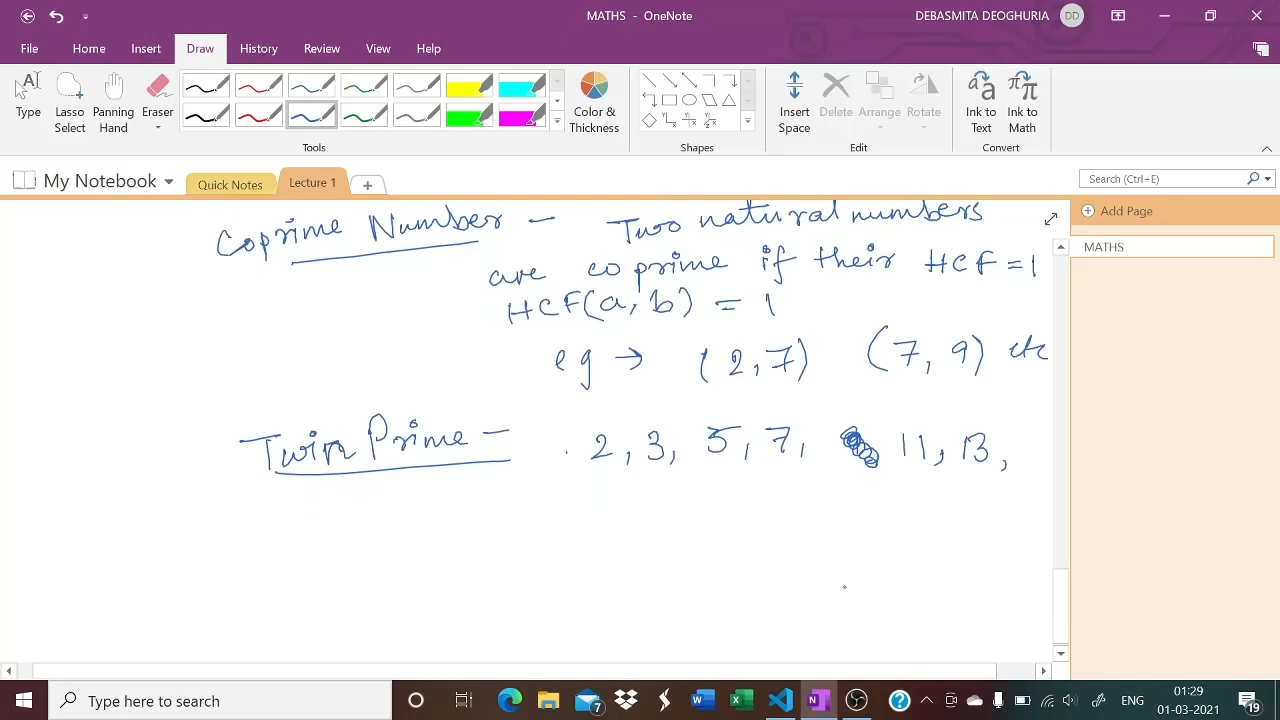 MATHS - OneNote
DEBASMITA DEOGHURIA DD
File Home Insert Draw History Review View Help
Type Lasso Select Panning Hand Eraser Color & Thickness Insert Space Delete Arrange Rotate Ink to Text Ink to Math
Tools Shapes Edit Convert
My Notebook Quick Notes Lecture 1 Search (Ctrl+E)
Add Page
MATHS
Coprime Number - Two natural numbers
are coprime if their HCF = 1
HCF(a, b) = 1
eg → (2, 7) (7, 9) etc
Twin Prime - 2, 3, 5, 7, 11, 13,
Type here to search
7
ENG
01:29
01-03-2021
19